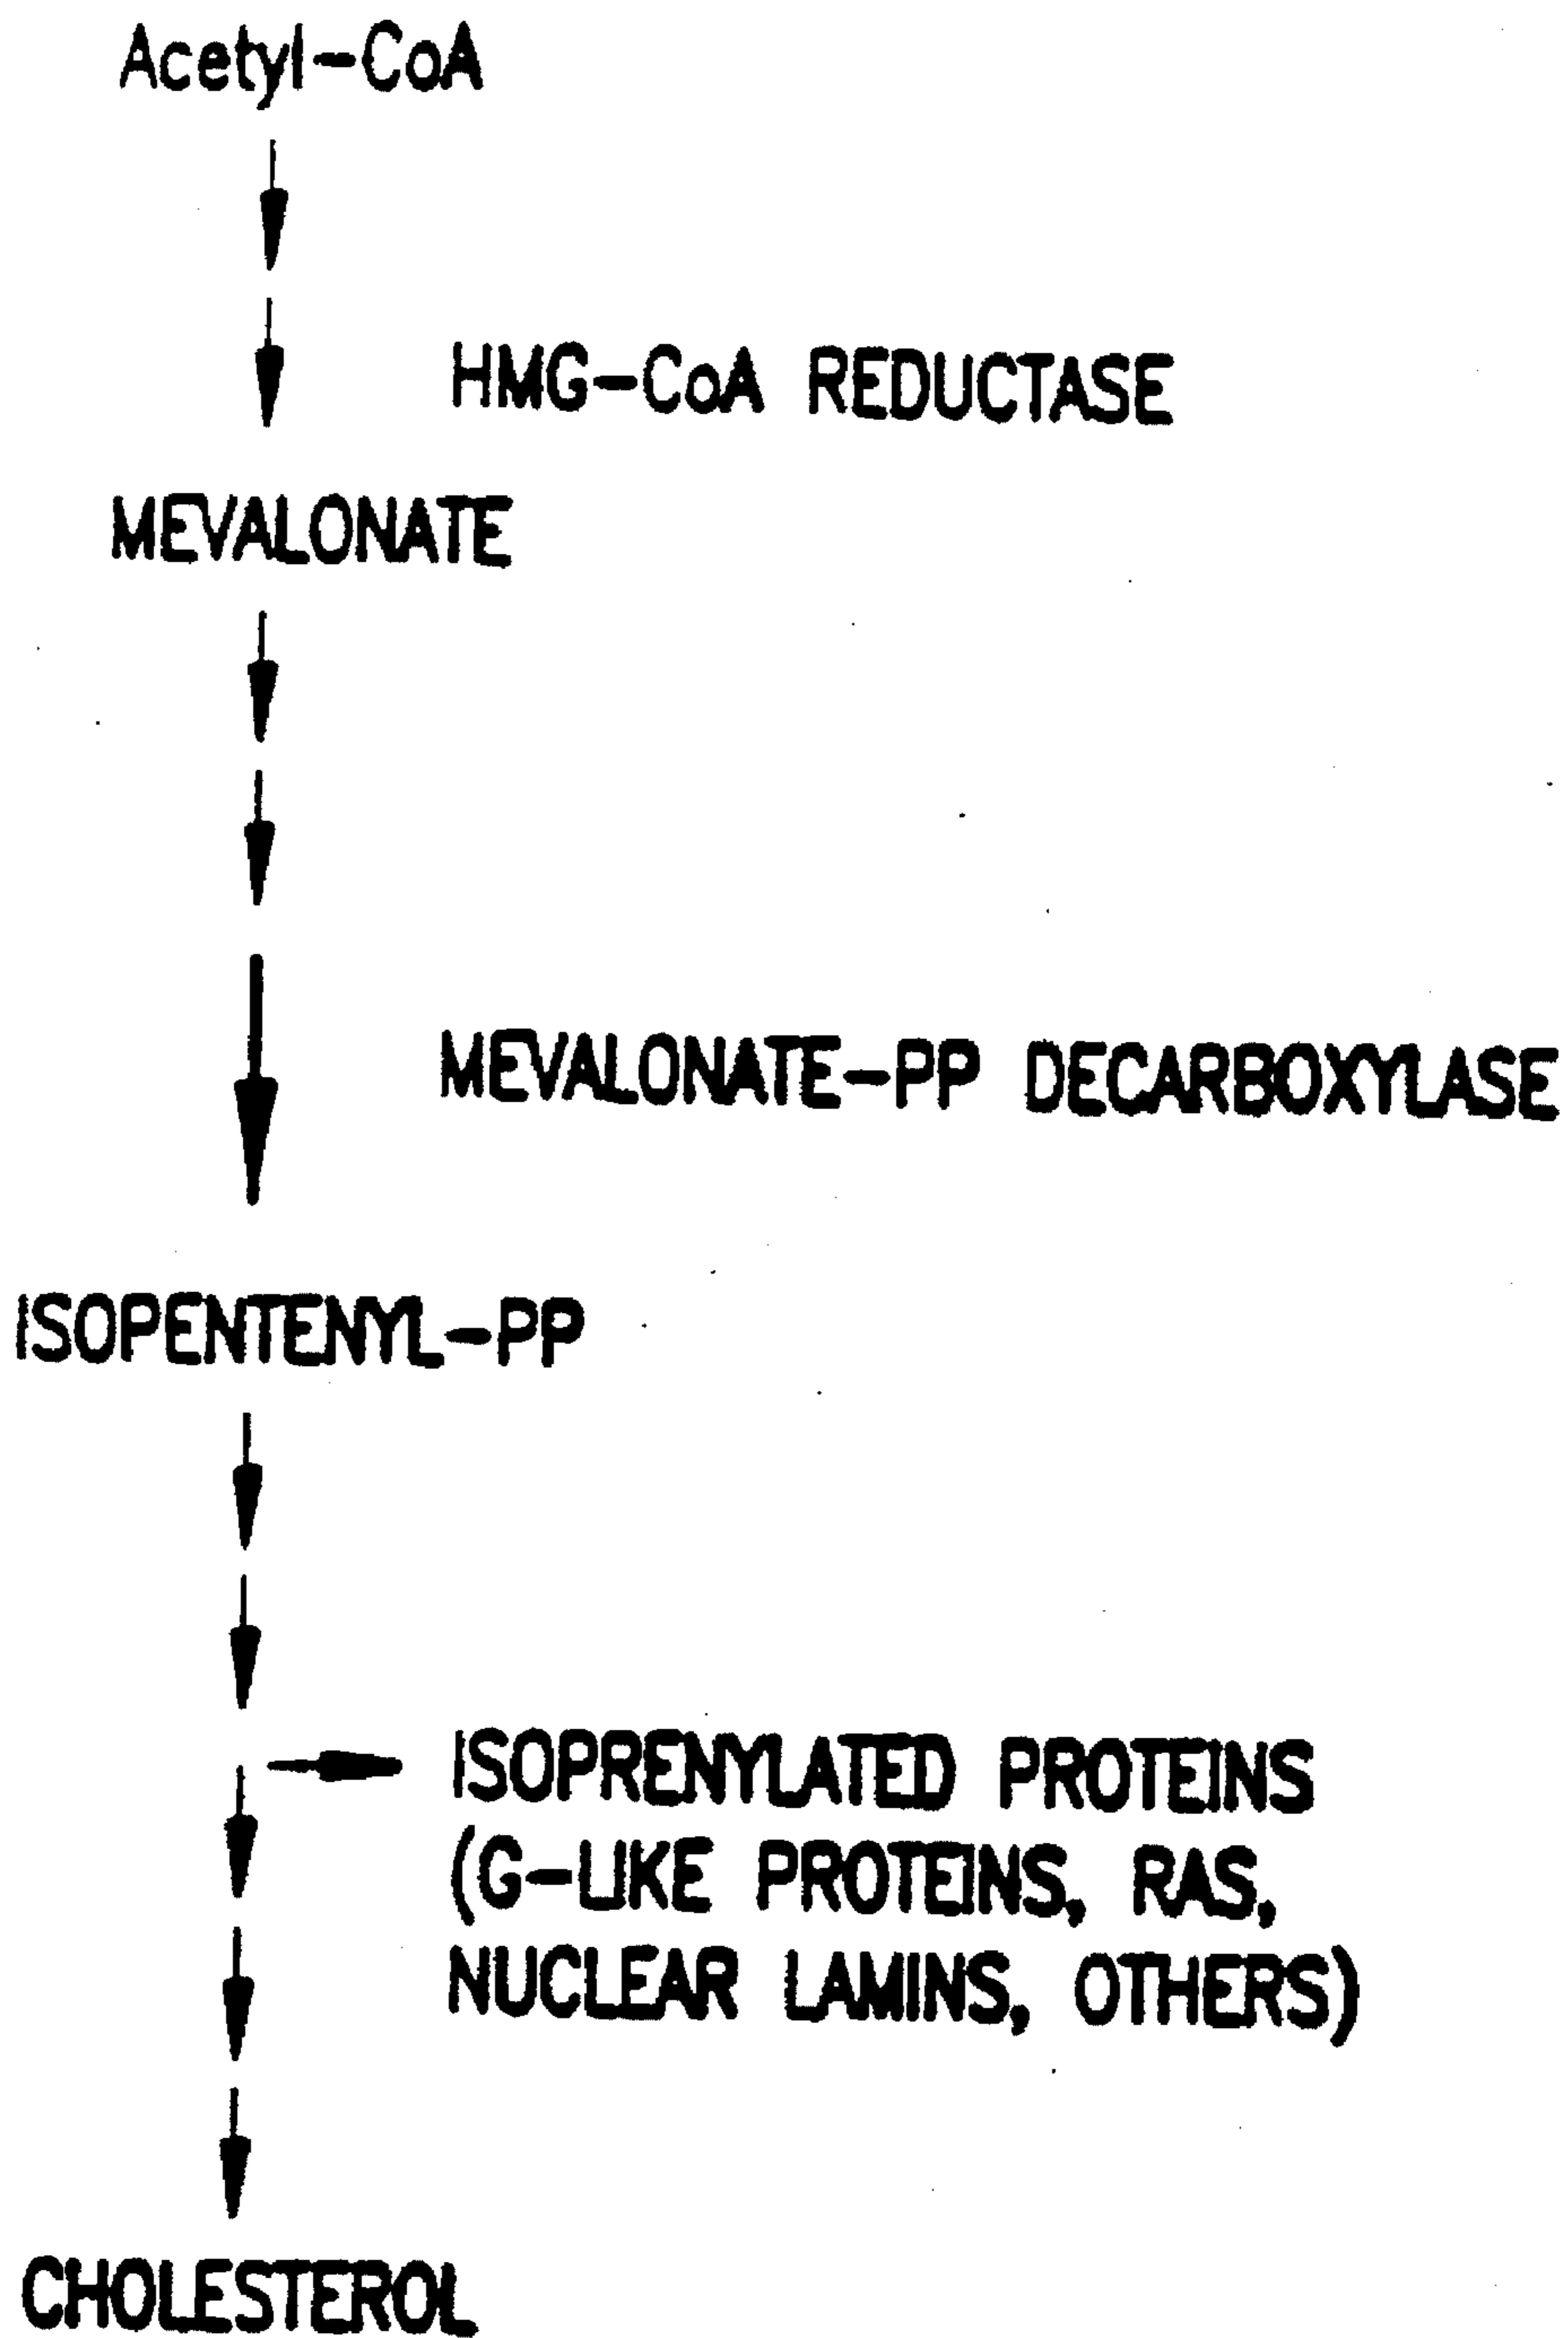 Acetyl-CoA
HMG-CoA REDUCTASE
MEVALONATE
MEVALONATE-PP DECARBOXYLASE
ISOPENTENYL-PP
ISOPRENYLATED PROTEINS
(G-LIKE PROTEINS, RAS,
NUCLEAR LAMINS, OTHERS)
CHOLESTEROL